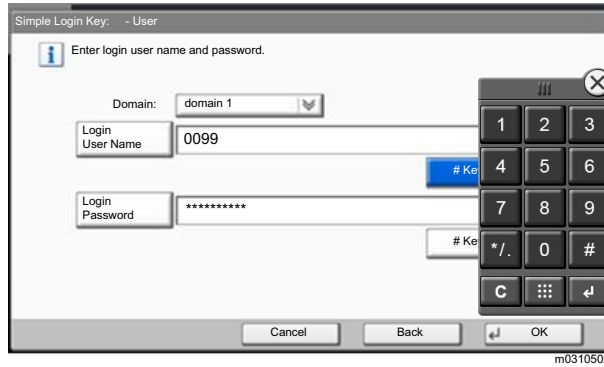 Simple Login Key: - User
Enter login user name and password.
Domain: domain 1
Login
User Name
0099
# Ke
Login
Password
**********
# Ke
1 2 3
4 5 6
7 8 9
*/. 0 #
C
Cancel Back OK
m031050